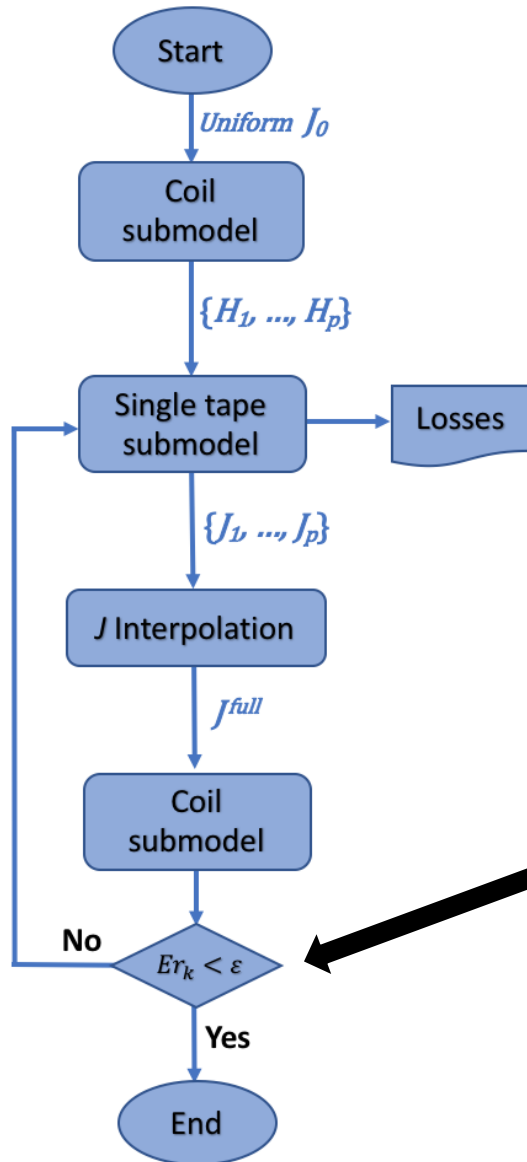 Start
Uniform J₀
Coil
submodel
{H₁, ..., Hₚ}
Single tape
submodel
Losses
{J₁, ..., Jₚ}
J Interpolation
J^full
Coil
submodel
No
Erₖ < ε
Yes
End